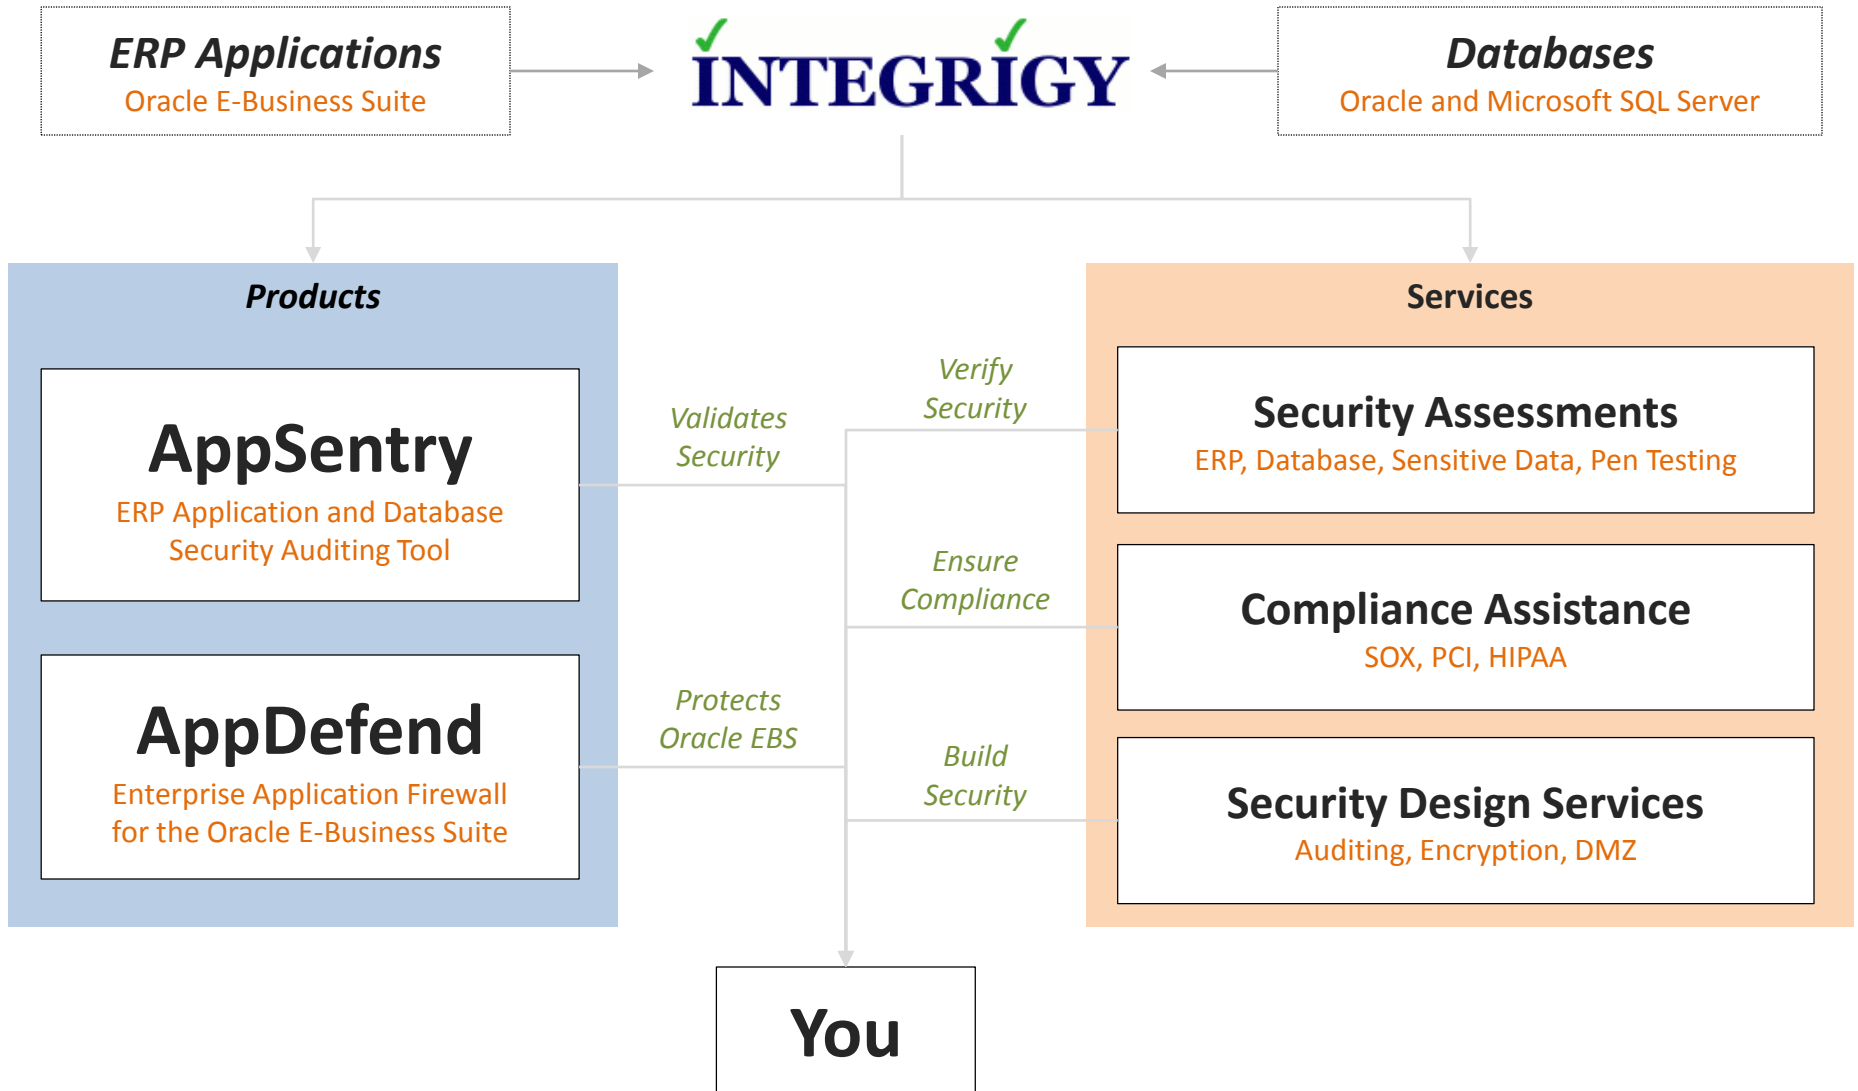 ERP Applications
Oracle E-Business Suite
INTEGRIGY
Databases
Oracle and Microsoft SQL Server
Products
AppSentry
ERP Application and Database
Security Auditing Tool
AppDefend
Enterprise Application Firewall
for the Oracle E-Business Suite
Validates
Security
Protects
Oracle EBS
Verify
Security
Ensure
Compliance
Build
Security
Services
Security Assessments
ERP, Database, Sensitive Data, Pen Testing
Compliance Assistance
SOX, PCI, HIPAA
Security Design Services
Auditing, Encryption, DMZ
You